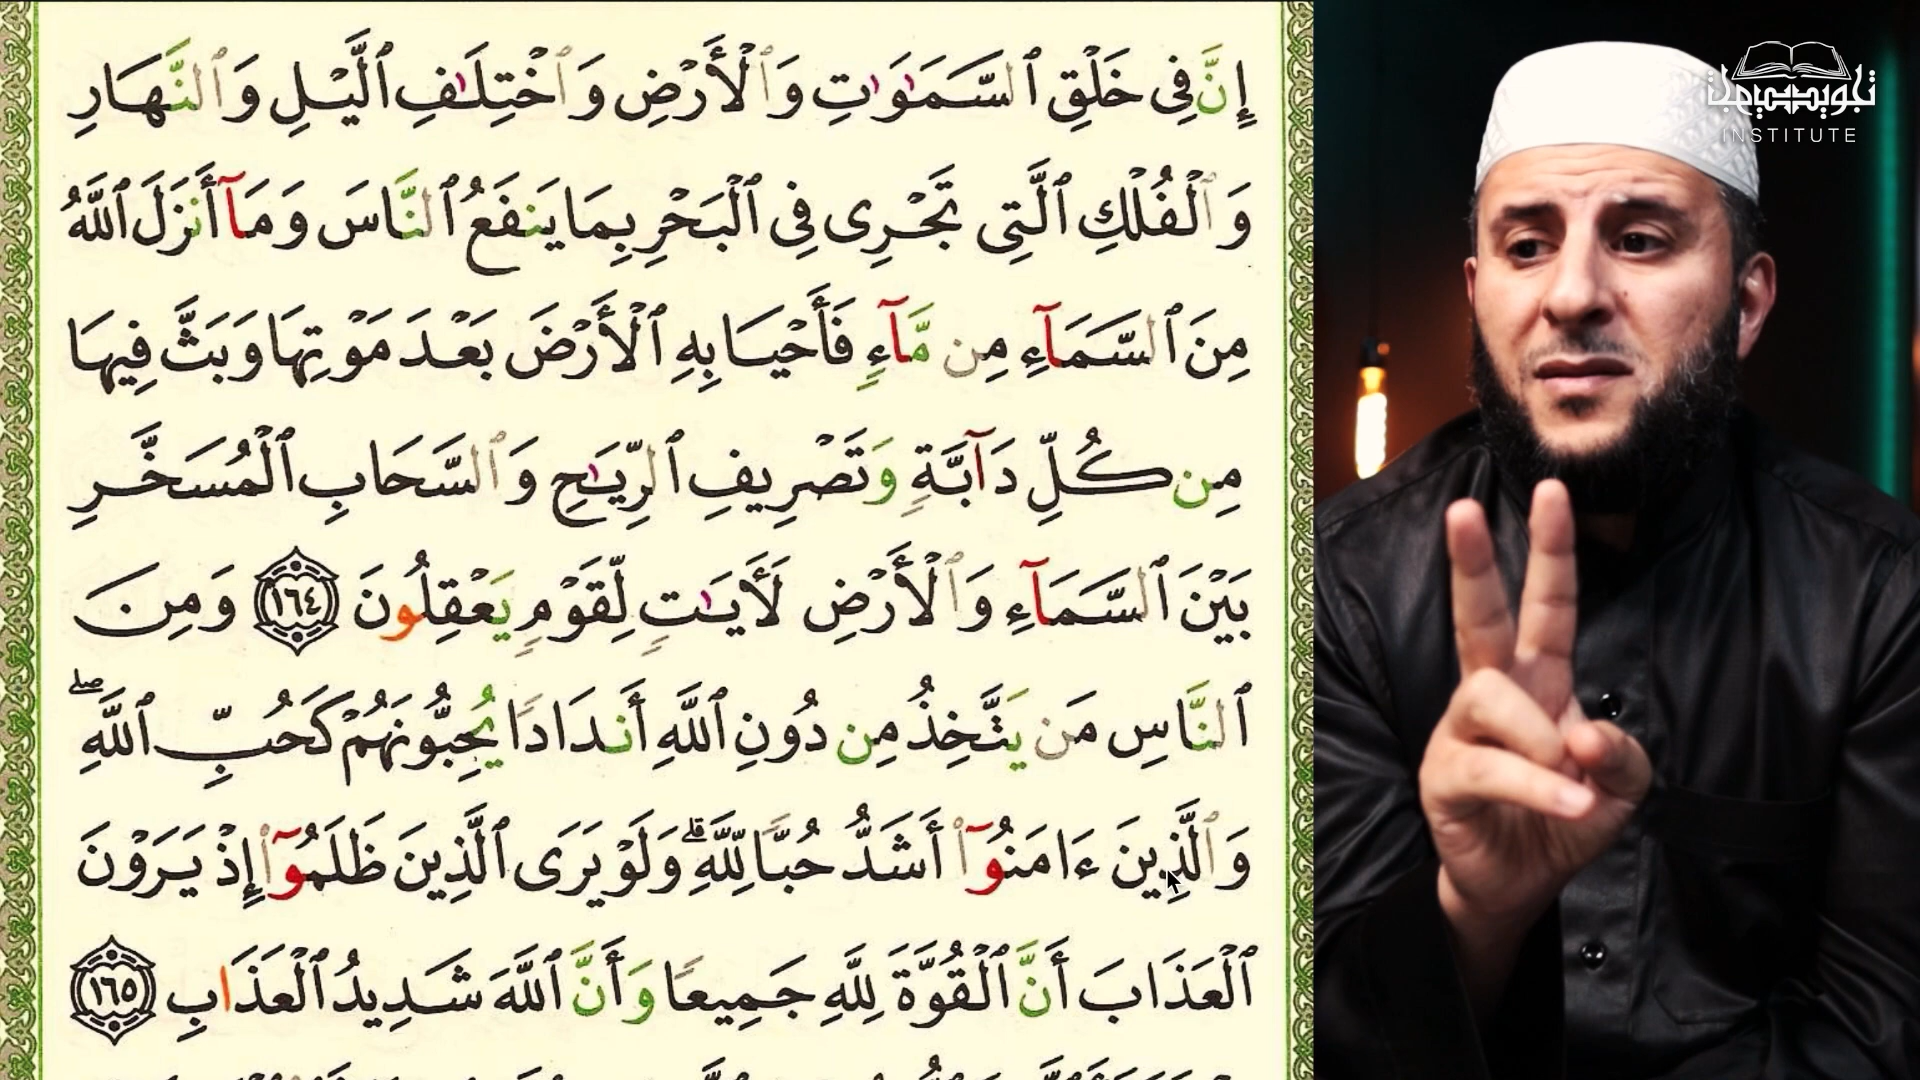 إِنَّ فِى خَلْقِ ٱلسَّمَـٰوَٰتِ وَٱلْأَرْضِ وَٱخْتِلَـٰفِ ٱلَّيْلِ وَٱلنَّهَارِ
وَٱلْفُلْكِ ٱلَّتِى تَجْرِى فِى ٱلْبَحْرِ بِمَا يَنفَعُ ٱلنَّاسَ وَمَآ أَنزَلَ ٱللَّهُ
مِنَ ٱلسَّمَآءِ مِن مَّآءٍ فَأَحْيَا بِهِ ٱلْأَرْضَ بَعْدَ مَوْتِهَا وَبَثَّ فِيهَا
مِن كُلِّ دَآبَّةٍ وَتَصْرِيفِ ٱلرِّيَـٰحِ وَٱلسَّحَابِ ٱلْمُسَخَّرِ
بَيْنَ ٱلسَّمَآءِ وَٱلْأَرْضِ لَأٓيَـٰتٍ لِّقَوْمٍ يَعْقِلُونَ ١٦٤ وَمِنَ
ٱلنَّاسِ مَن يَتَّخِذُ مِن دُونِ ٱللَّهِ أَندَادًا يُحِبُّونَهُمْ كَحُبِّ ٱللَّهِ ۖ
وَٱلَّذِينَ ءَامَنُوٓا۟ أَشَدُّ حُبًّا لِلَّهِ ۗ وَلَوْ يَرَى ٱلَّذِينَ ظَلَمُوٓا۟ إِذْ يَرَوْنَ
ٱلْعَذَابَ أَنَّ ٱلْقُوَّةَ لِلَّهِ جَمِيعًا وَأَنَّ ٱللَّهَ شَدِيدُ ٱلْعَذَابِ ١٦٥
INSTITUTE